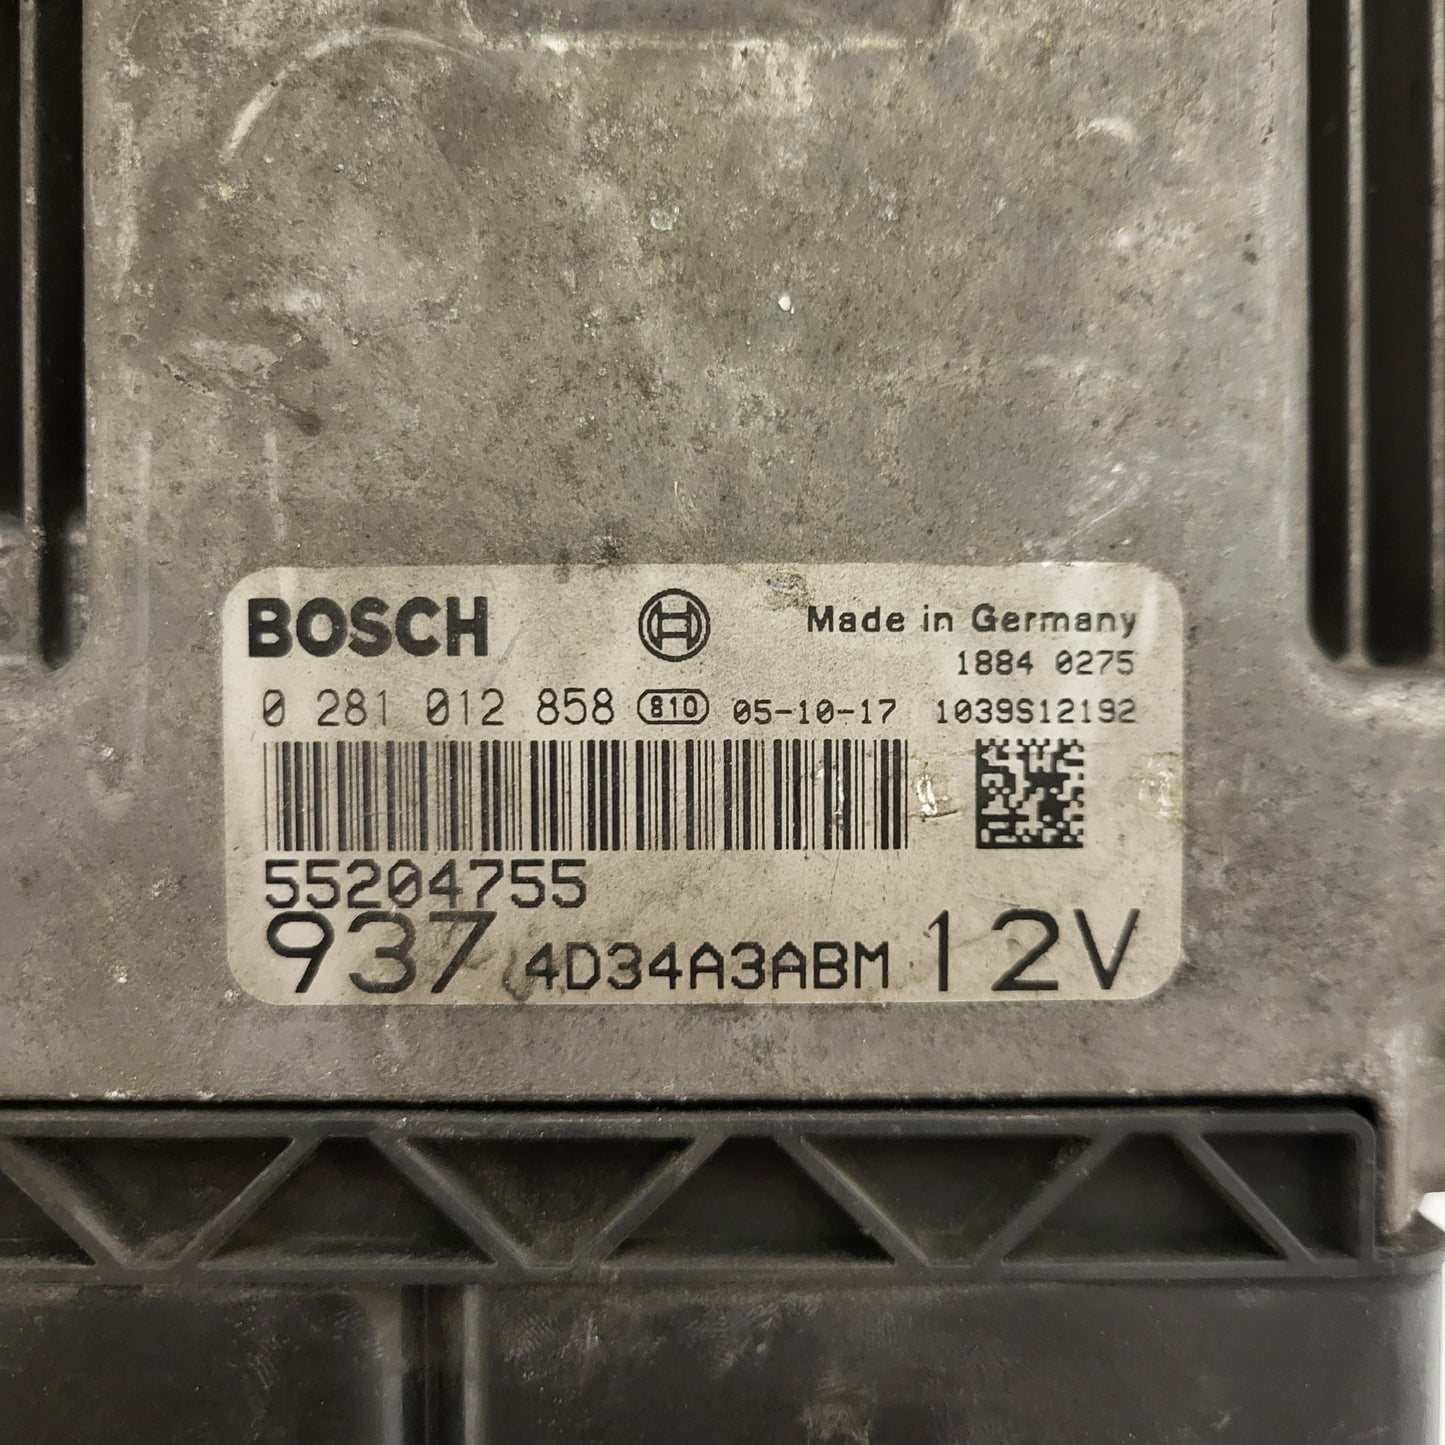 BOSCH Made in Germany
1884 0275
0 281 012 858 810 05-10-17 1039S12192
55204755
937 4D34A3ABM 12V